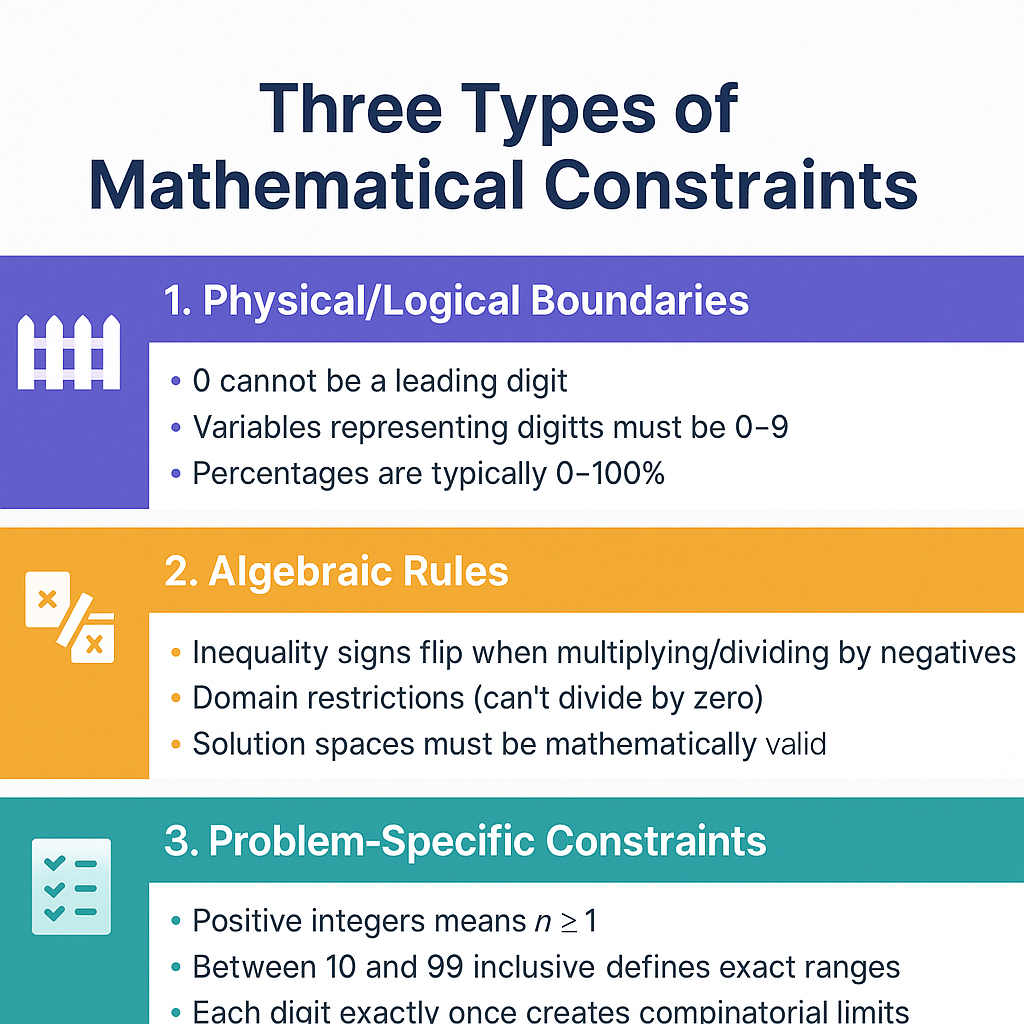 Three Types of
Mathematical Constraints
1. Physical/Logical Boundaries
• 0 cannot be a leading digit
• Variables representing digitts must be 0–9
• Percentages are typically 0–100%
2. Algebraic Rules
• Inequality signs flip when multiplying/dividing by negatives
• Domain restrictions (can't divide by zero)
• Solution spaces must be mathematically valid
3. Problem-Specific Constraints
• Positive integers means n ≥ 1
• Between 10 and 99 inclusive defines exact ranges
• Each digit exactly once creates compinatorial limits